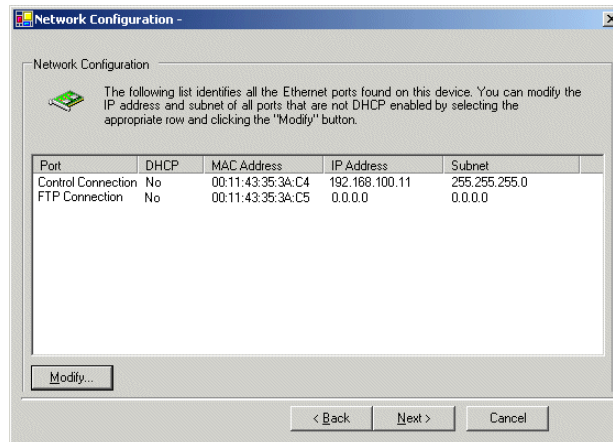 Network Configuration -
Network Configuration
The following list identifies all the Ethernet ports found on this device. You can modify the
IP address and subnet of all ports that are not DHCP enabled by selecting the
appropriate row and clicking the "Modify" button.
Port DHCP MAC Address IP Address Subnet
Control Connection No 00:11:43:35:3A:C4 192.168.100.11 255.255.255.0
FTP Connection No 00:11:43:35:3A:C5 0.0.0.0 0.0.0.0
Modify...
< Back Next > Cancel